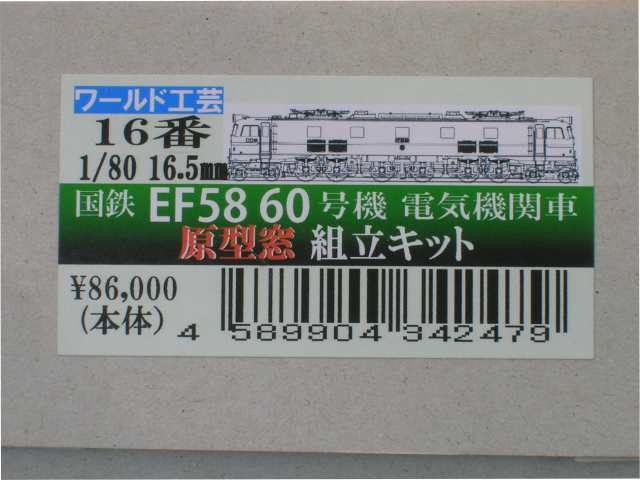 ワールド工芸
16番
1/80 16.5mm
国鉄 EF58 60号機 電気機関車
原型窓 組立キット
¥86,000
(本体)
4 589904 342479